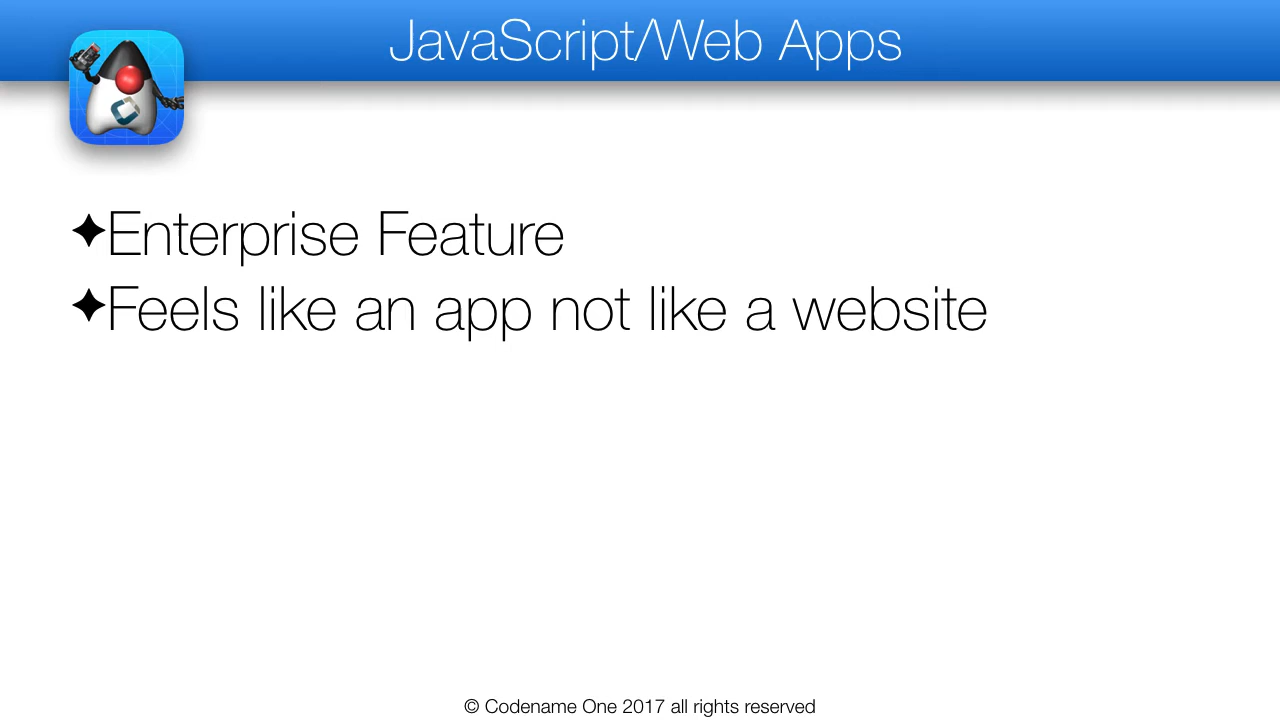 JavaScript/Web Apps
✦Enterprise Feature
✦Feels like an app not like a website
© Codename One 2017 all rights reserved